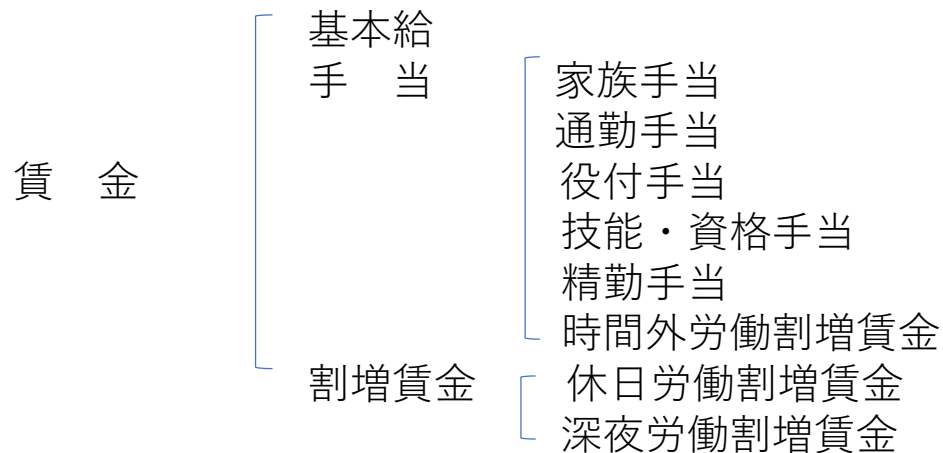 基本給
手　当　家族手当
通勤手当
賃　金　役付手当
技能・資格手当
精勤手当
時間外労働割増賃金
割増賃金　休日労働割増賃金
深夜労働割増賃金